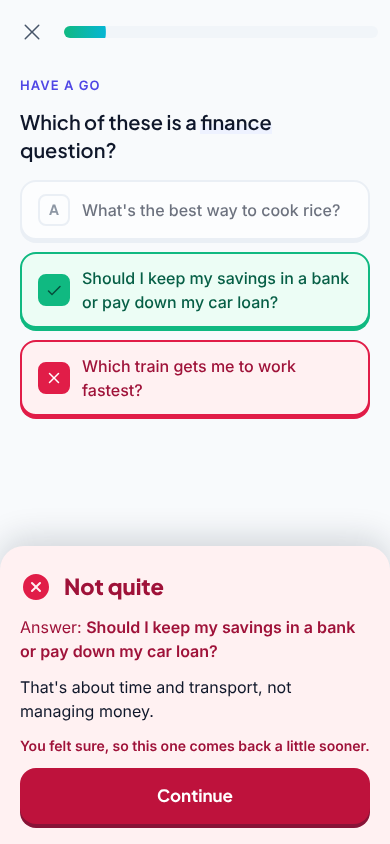 HAVE A GO
Which of these is a finance
question?
A
What's the best way to cook rice?
Should I keep my savings in a bank
or pay down my car loan?
Which train gets me to work
fastest?
Not quite
Answer: Should I keep my savings in a bank
or pay down my car loan?
That's about time and transport, not
managing money.
You felt sure, so this one comes back a little sooner.
Continue